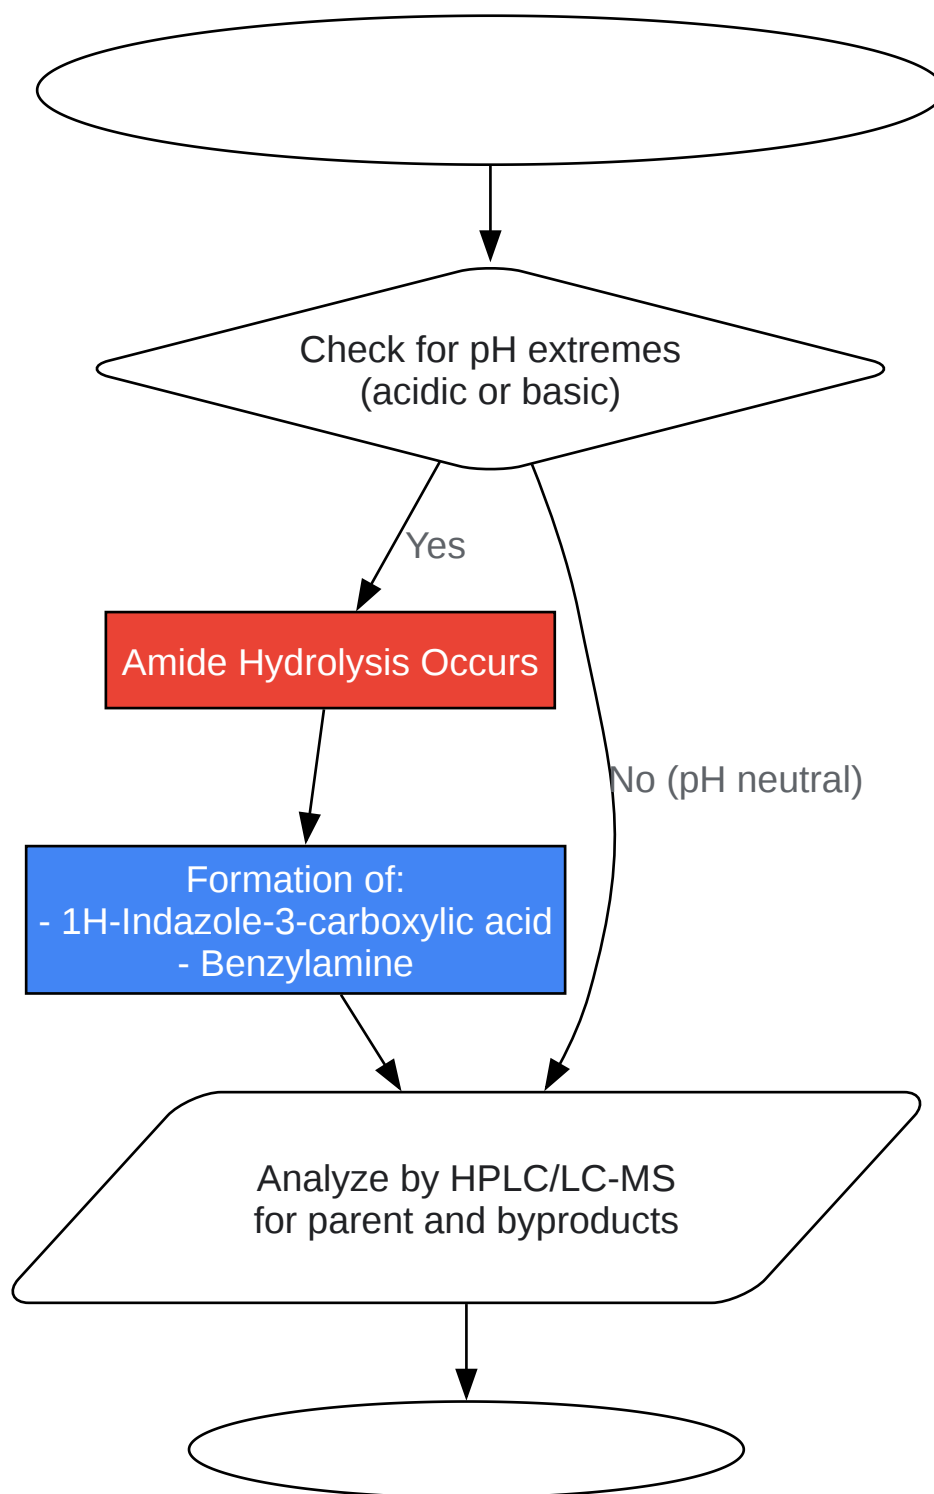 Check for pH extremes
(acidic or basic)
Yes
Amide Hydrolysis Occurs
No (pH neutral)
Formation of:
- 1H-Indazole-3-carboxylic acid
- Benzylamine
Analyze by HPLC/LC-MS
for parent and byproducts